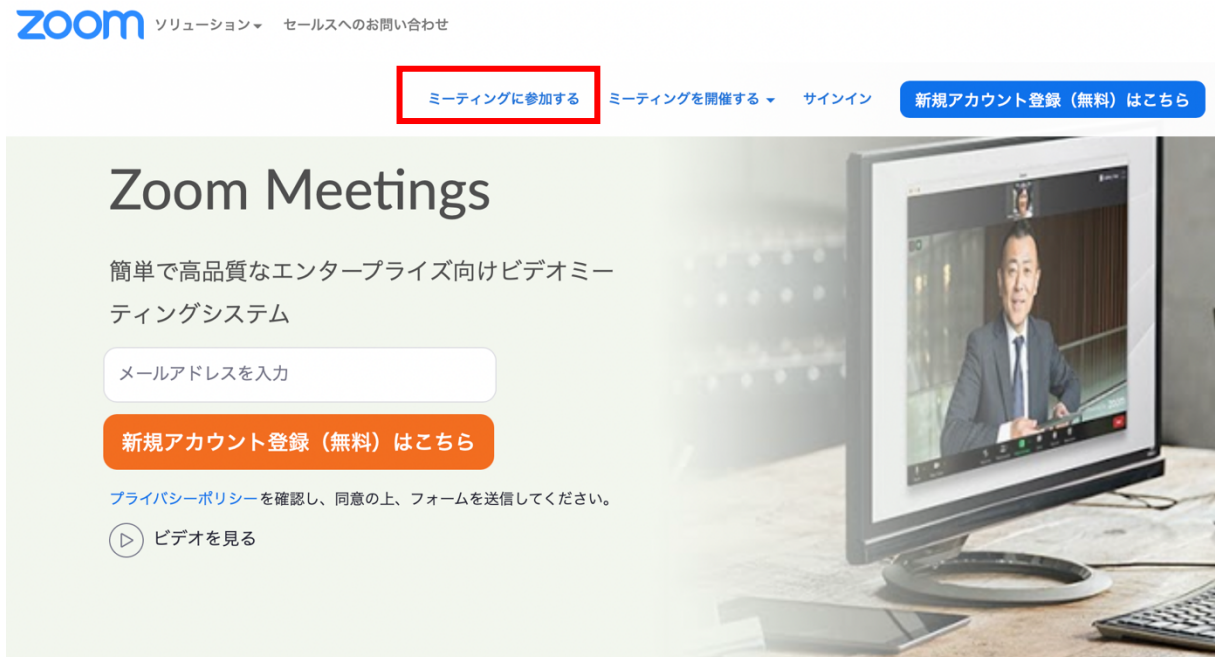 zoom ソリューション セールスへのお問い合わせ
ミーティングに参加する ミーティングを開催する サインイン 新規アカウント登録（無料）はこちら
Zoom Meetings
簡単で高品質なエンタープライズ向けビデオミー
ティングシステム
メールアドレスを入力
新規アカウント登録（無料）はこちら
プライバシーポリシーを確認し、同意の上、フォームを送信してください。
ビデオを見る
zoom